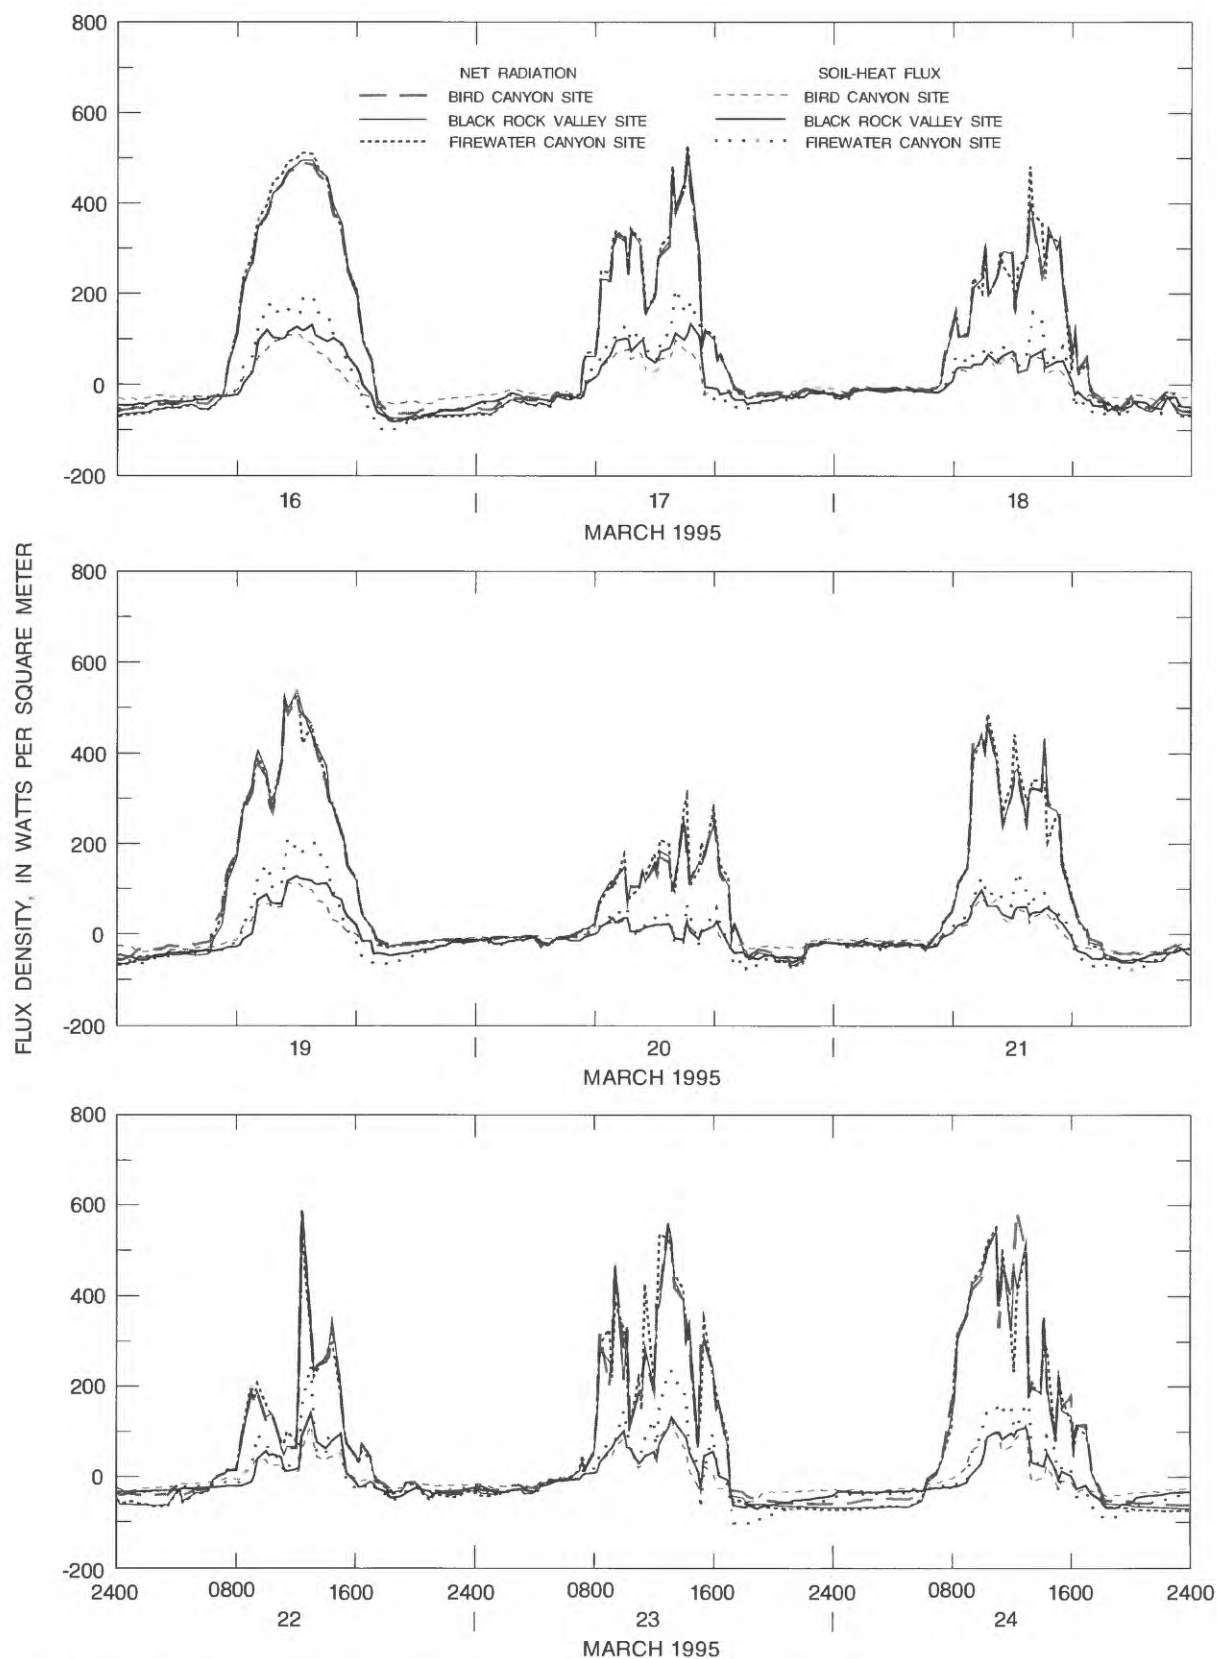 FLUX DENSITY, IN WATTS PER SQUARE METER
800
600
400
200
0
-200
NET RADIATION SOIL-HEAT FLUX
BIRD CANYON SITE BIRD CANYON SITE
BLACK ROCK VALLEY SITE BLACK ROCK VALLEY SITE
FIREWATER CANYON SITE FIREWATER CANYON SITE
16 17 18
MARCH 1995
800
600
400
200
0
-200
19 20 21
MARCH 1995
800
600
400
200
0
-200
2400 0800 1600 2400 0800 1600 2400 0800 1600 2400
22 23 24
MARCH 1995